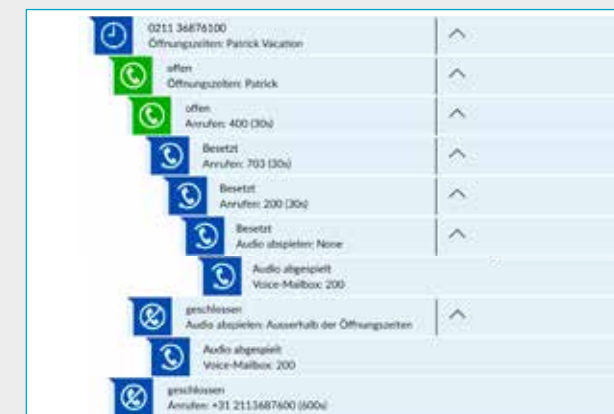 0211 36876100
Öffnungszeiten: Patrick Vacation
offen
Öffnungszeiten: Patrick
offen
Anrufen: 400 (30s)
Besetzt
Anrufen: 703 (30s)
Besetzt
Anrufen: 200 (30s)
Besetzt
Audio abspielen: None
Audio abgespielt
Voice-Mailbox: 200
geschlossen
Audio abspielen: Ausserhalb der Öffnungszeiten
Audio abgespielt
Voice-Mailbox: 200
geschlossen
Anrufen: +31 2113687600 (600s)